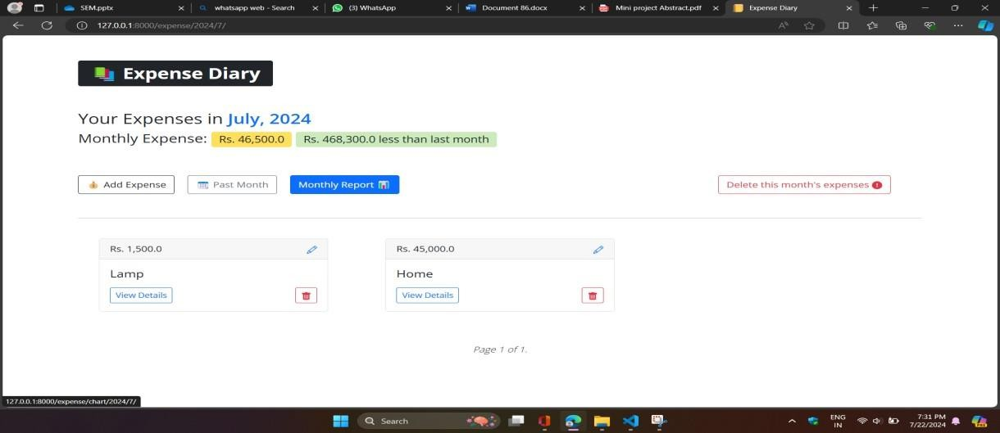 SEM.pptx
whatsapp web - Search
(3) WhatsApp
Document 86.docx
Mini project Abstract.pdf
Expense Diary
127.0.0.1:8000/expense/2024/7/
Expense Diary
Your Expenses in July, 2024
Monthly Expense: Rs. 46,500.0 Rs. 468,300.0 less than last month
Add Expense Past Month Monthly Report Delete this month's expenses
Rs. 1,500.0
Lamp
View Details
Rs. 45,000.0
Home
View Details
Page 1 of 1.
127.0.0.1:8000/expense/chart/2024/7/
Search
ENG
IN
7:31 PM
7/22/2024